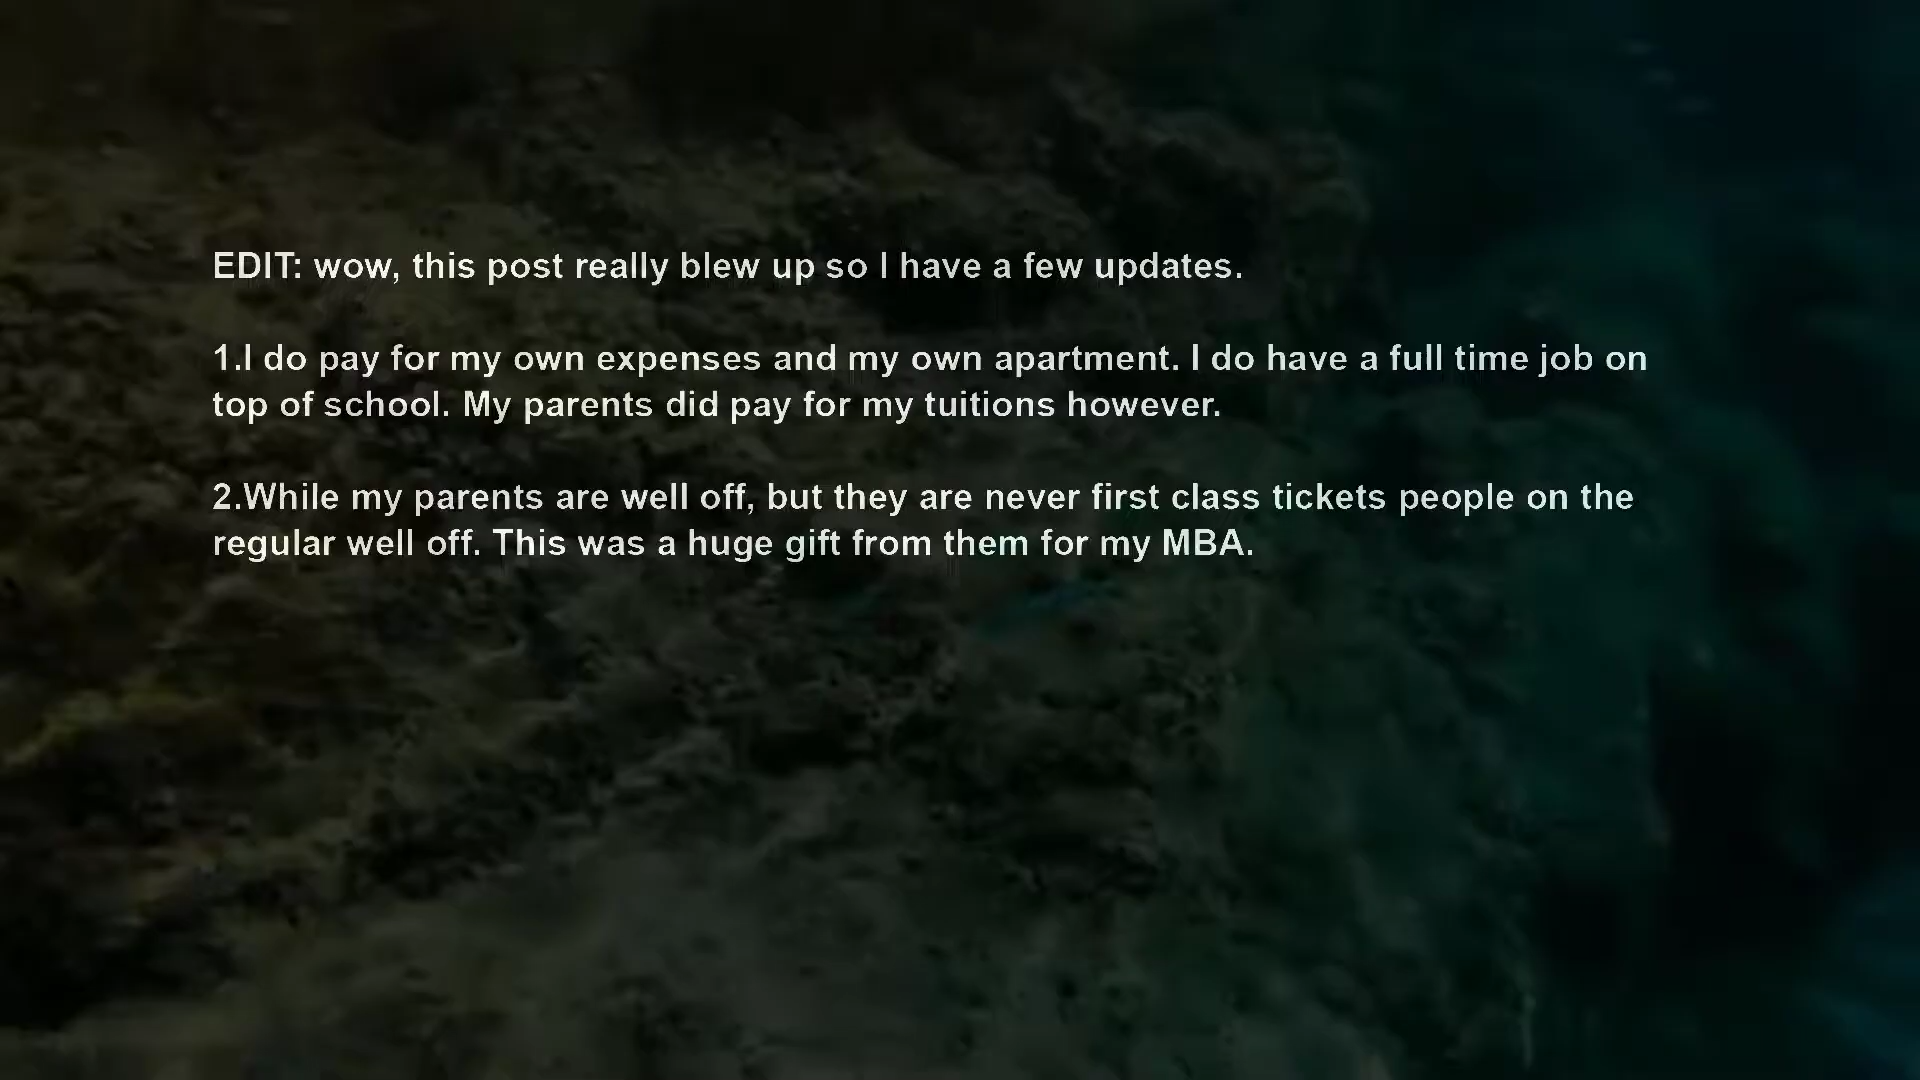 EDIT: wow, this post really blew up so I have a few updates.
1.I do pay for my own expenses and my own apartment. I do have a full time job on
top of school. My parents did pay for my tuitions however.
2.While my parents are well off, but they are never first class tickets people on the
regular well off. This was a huge gift from them for my MBA.